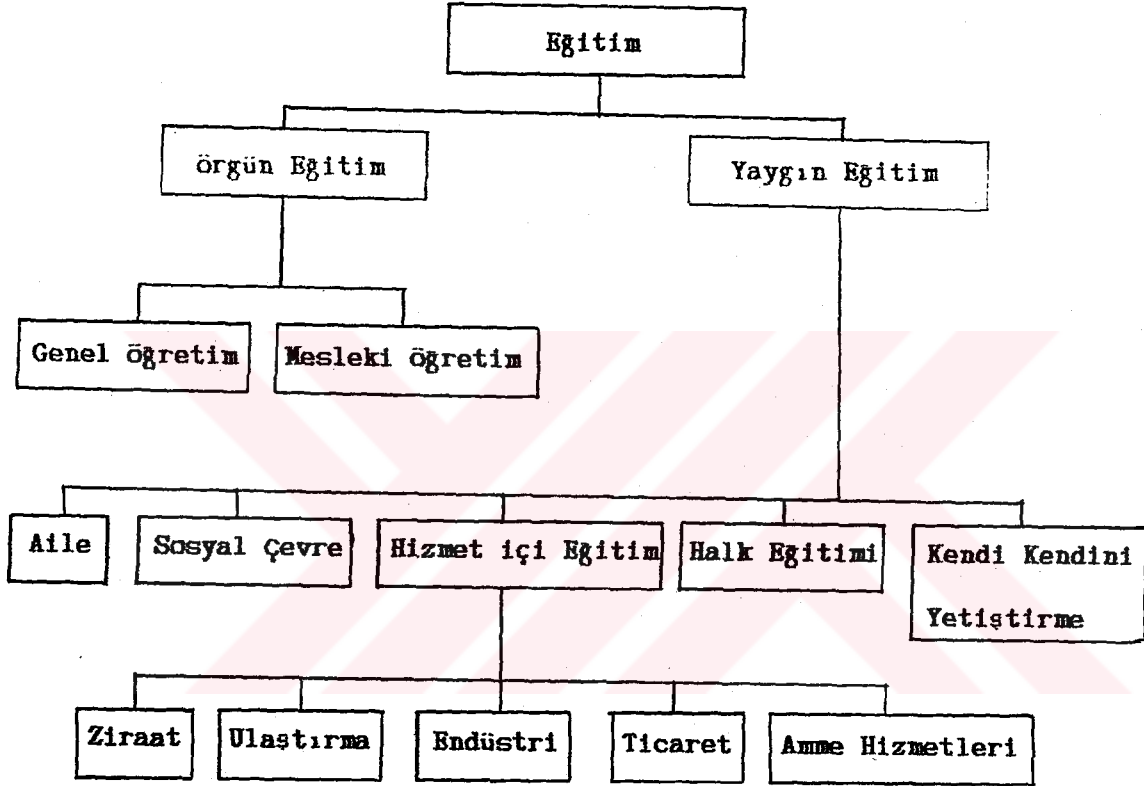 Eğitim
örgün Eğitim
Yaygın Eğitim
Genel öğretim
Mesleki öğretim
Aile
Sosyal Çevre
Hizmet içi Eğitim
Halk Eğitimi
Kendi Kendini
Yetiştirme
Ziraat
Ulaştırma
Endüstri
Ticaret
Amme Hizmetleri